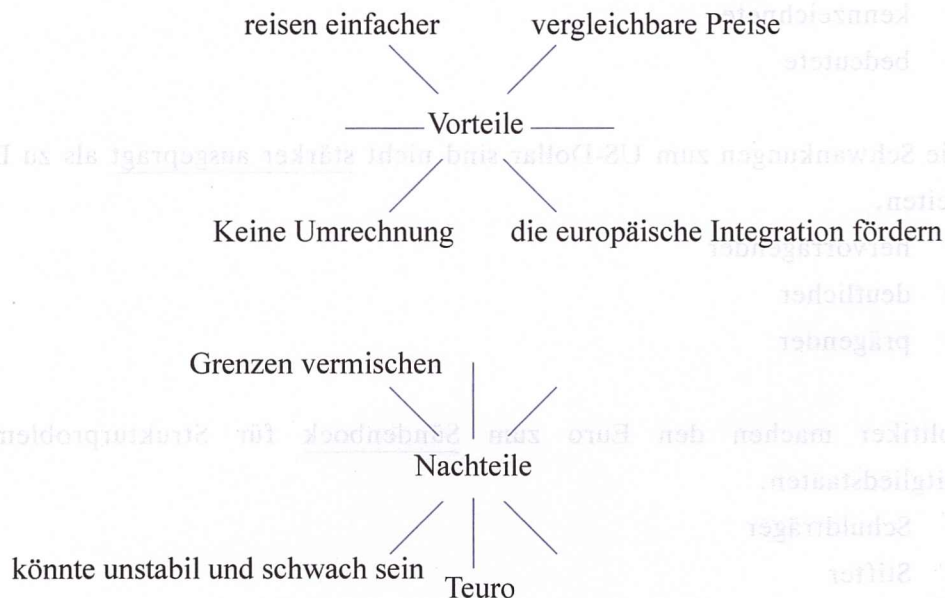 reisen einfacher vergleichbare Preise
Vorteile
Keine Umrechnung die europäische Integration fördern
Grenzen vermischen
Nachteile
könnte unstabil und schwach sein
Teuro